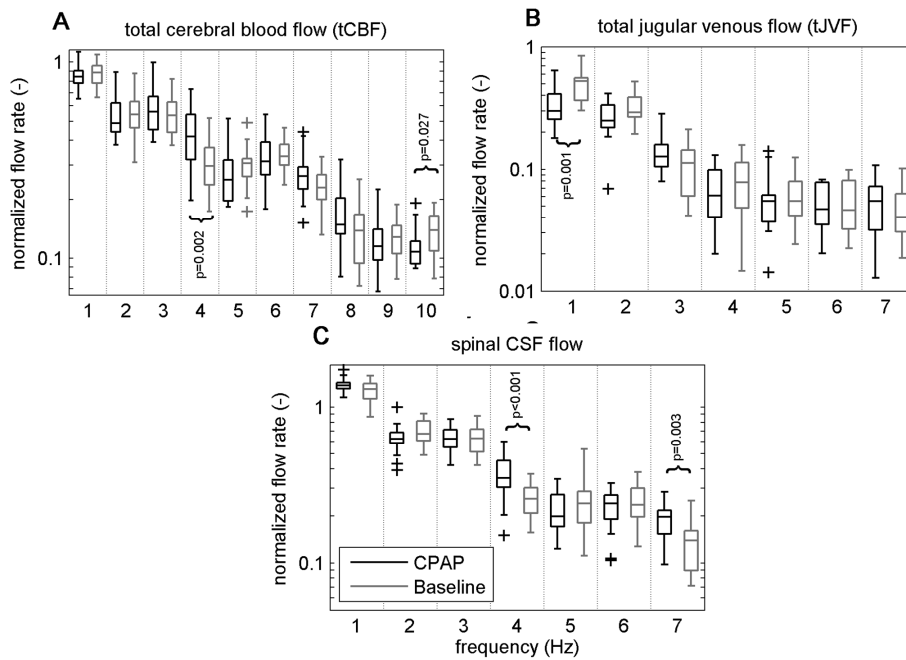 A
total cerebral blood flow (tCBF)
normalized flow rate (-)
1
0.1
p=0.002
p=0.027
1 2 3 4 5 6 7 8 9 10
B
total jugular venous flow (tJVF)
normalized flow rate (-)
1
0.1
0.01
p=0.001
1 2 3 4 5 6 7
C
spinal CSF flow
normalized flow rate (-)
1
0.1
p<0.001
p=0.003
CPAP
Baseline
1 2 3 4 5 6 7
frequency (Hz)